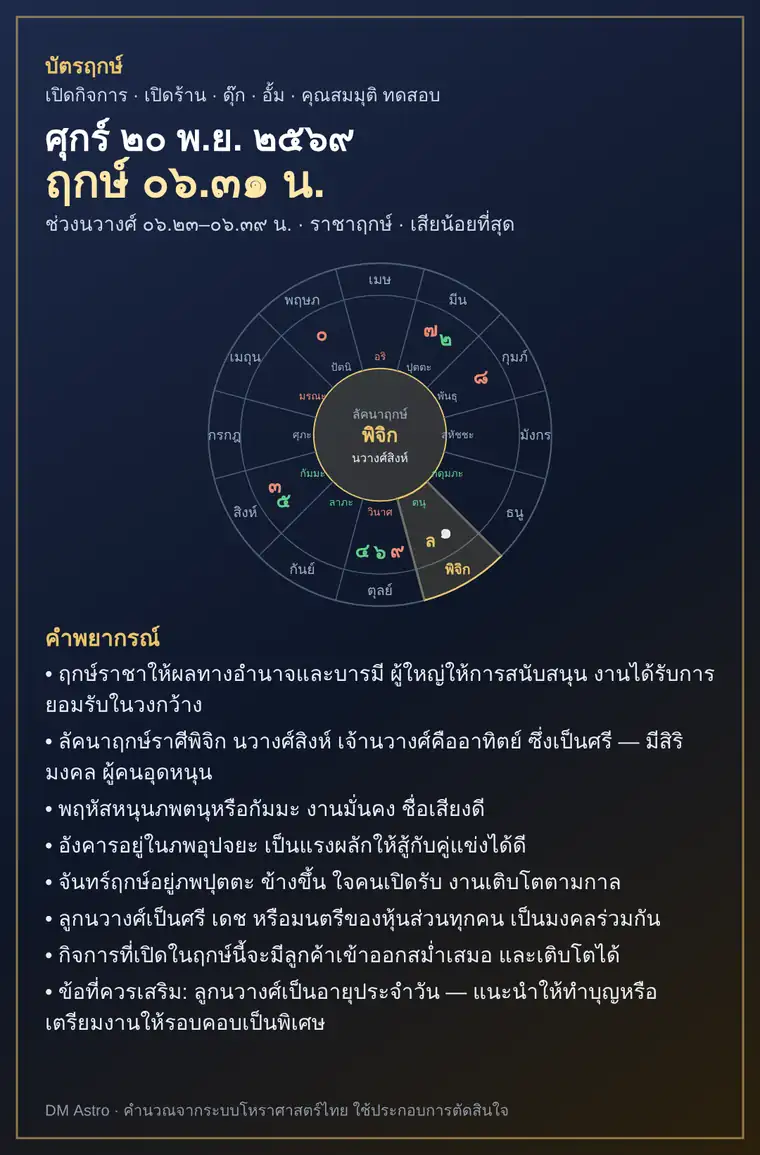 บัตรฤกษ์
เปิดกิจการ · เปิดร้าน · ดุ๊ก · อั้ม · คุณสมมุติ ทดสอบ
ศุกร์ ๒๐ พ.ย. ๒๕๖๙
ฤกษ์ ๐๖.๓๑ น.
ช่วงนวางศ์ ๐๖.๒๓–๐๖.๓๙ น. · ราชาฤกษ์ · เสียน้อยที่สุด
เมษ
พฤษภ
มีน
๐
๗
๒
เมถุน
กุมภ์
อริ
ปัตนิ
ปุตตะ
๘
มรณะ
พันธุ
ลัคนาฤกษ์
กรกฎ
ศุภะ
พิจิก
สหัชชะ
มังกร
นวางศ์สิงห์
กัมมะ
กดุมภะ
๓
๕
ลาภะ
ตนุ
สิงห์
วินาศ
ธนู
ล
๑
๔
๖
๙
กันย์
พิจิก
ตุลย์
คำพยากรณ์
• ฤกษ์ราชาให้ผลทางอำนาจและบารมี ผู้ใหญ่ให้การสนับสนุน งานได้รับการ
ยอมรับในวงกว้าง
• ลัคนาฤกษ์ราศีพิจิก นวางศ์สิงห์ เจ้านวางศ์คืออาทิตย์ ซึ่งเป็นศรี — มีสิริ
มงคล ผู้คนอุดหนุน
• พฤหัสหนุนภพตนุหรือกัมมะ งานมั่นคง ชื่อเสียงดี
• อังคารอยู่ในภพอุปจยะ เป็นแรงผลักให้สู้กับคู่แข่งได้ดี
• จันทร์ฤกษ์อยู่ภพปุตตะ ข้างขึ้น ใจคนเปิดรับ งานเติบโตตามกาล
• ลูกนวางศ์เป็นศรี เดช หรือมนตรีของหุ้นส่วนทุกคน เป็นมงคลร่วมกัน
• กิจการที่เปิดในฤกษ์นี้จะมีลูกค้าเข้าออกสม่ำเสมอ และเติบโตได้
• ข้อที่ควรเสริม: ลูกนวางศ์เป็นอายุประจำวัน — แนะนำให้ทำบุญหรือ
เตรียมงานให้รอบคอบเป็นพิเศษ
DM Astro · คำนวณจากระบบโหราศาสตร์ไทย ใช้ประกอบการตัดสินใจ